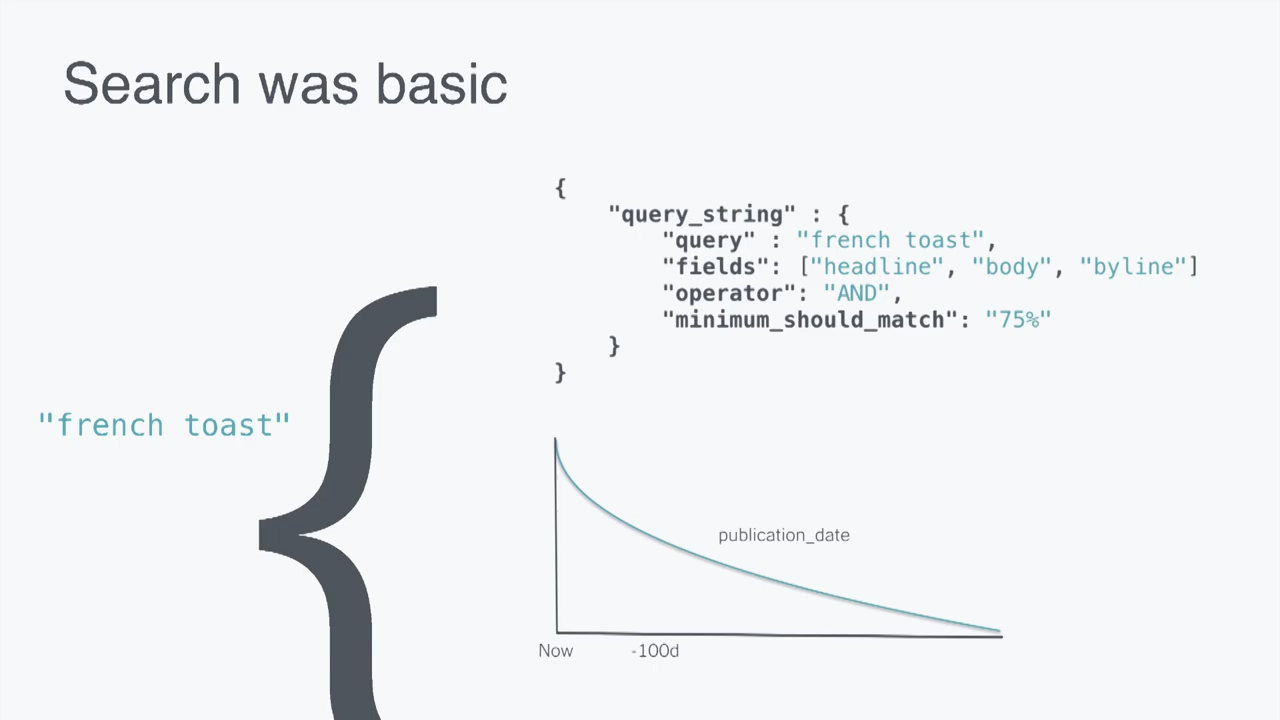 Search was basic
{
"query_string" : {
"query" : "french toast",
"fields": ["headline", "body", "byline"]
"operator": "AND",
"minimum_should_match": "75%"
}
}
"french toast"
{
publication_date
Now -100d